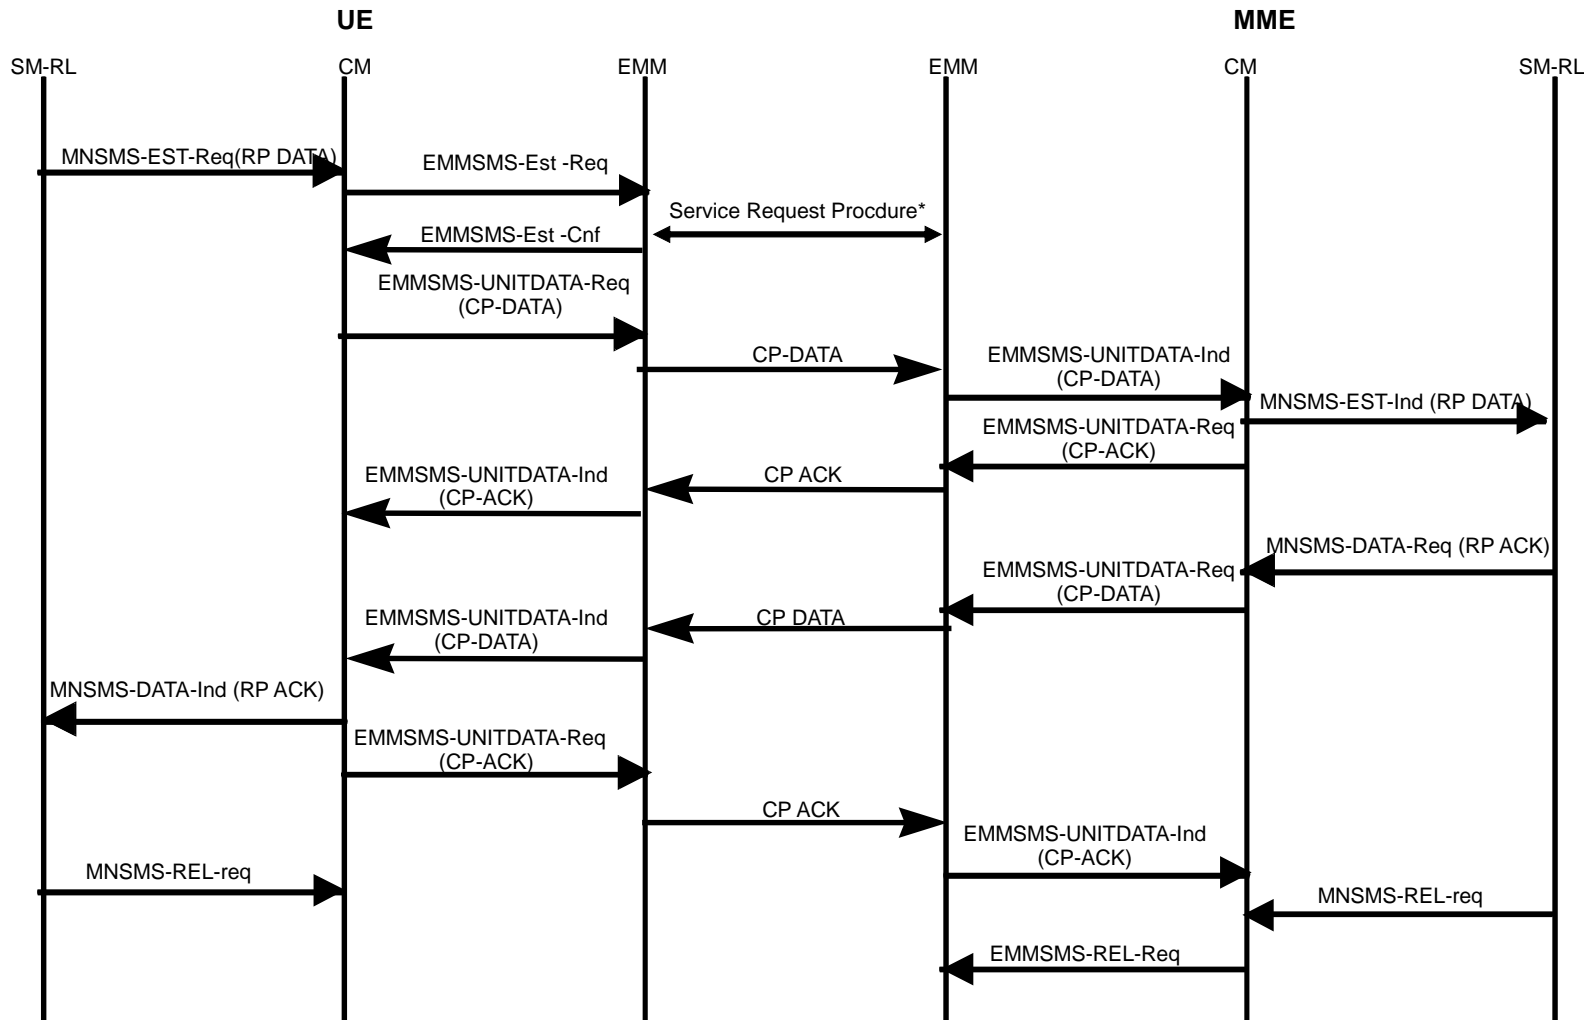 UE
MME
SM-RL
CM
EMM
EMM
CM
SM-RL
MNSMS-EST-Req(RP DATA)
EMMSMS-Est -Req
Service Request Procdure*
EMMSMS-Est -Cnf
EMMSMS-UNITDATA-Req
(CP-DATA)
CP-DATA
EMMSMS-UNITDATA-Ind
(CP-DATA)
MNSMS-EST-Ind (RP DATA)
EMMSMS-UNITDATA-Req
(CP-ACK)
CP ACK
EMMSMS-UNITDATA-Ind
(CP-ACK)
MNSMS-DATA-Req (RP ACK)
EMMSMS-UNITDATA-Req
(CP-DATA)
CP DATA
EMMSMS-UNITDATA-Ind
(CP-DATA)
MNSMS-DATA-Ind (RP ACK)
EMMSMS-UNITDATA-Req
(CP-ACK)
CP ACK
EMMSMS-UNITDATA-Ind
(CP-ACK)
MNSMS-REL-req
MNSMS-REL-req
EMMSMS-REL-Req